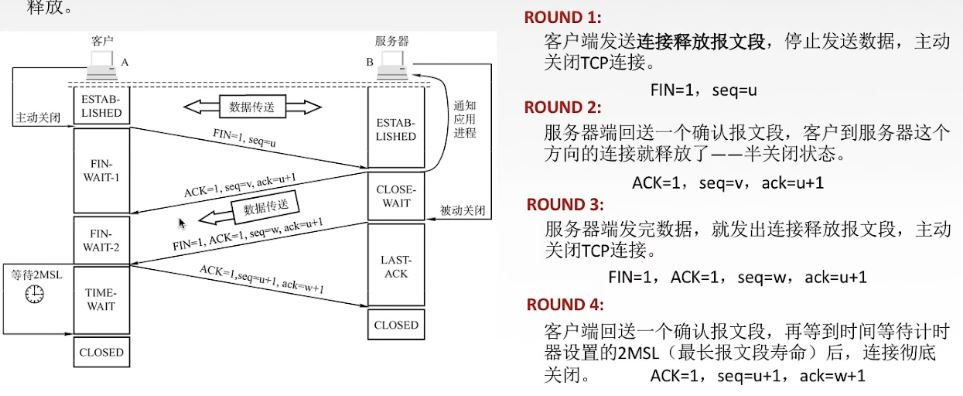 释放。
客户
A
服务器
B
ESTAB-
LISHED
数据传送
ESTAB-
LISHED
通知
应用
进程
主动关闭
FIN=1, seq=u
FIN-
WAIT-1
ACK=1, seq=v, ack=u+1
CLOSE-
WAIT
数据传送
被动关闭
FIN-
WAIT-2
FIN=1, ACK=1, seq=w, ack=u+1
LAST-
ACK
等待2MSL
ACK=1,seq=u+1, ack=w+1
TIME-
WAIT
CLOSED
CLOSED
ROUND 1:
客户端发送连接释放报文段，停止发送数据，主动
关闭TCP连接。
FIN=1，seq=u
ROUND 2:
服务器端回送一个确认报文段，客户到服务器这个
方向的连接就释放了——半关闭状态。
ACK=1，seq=v，ack=u+1
ROUND 3:
服务器端发完数据，就发出连接释放报文段，主动
关闭TCP连接。
FIN=1，ACK=1，seq=w，ack=u+1
ROUND 4:
客户端回送一个确认报文段，再等到时间等待计时
器设置的2MSL（最长报文段寿命）后，连接彻底
关闭。 ACK=1，seq=u+1，ack=w+1